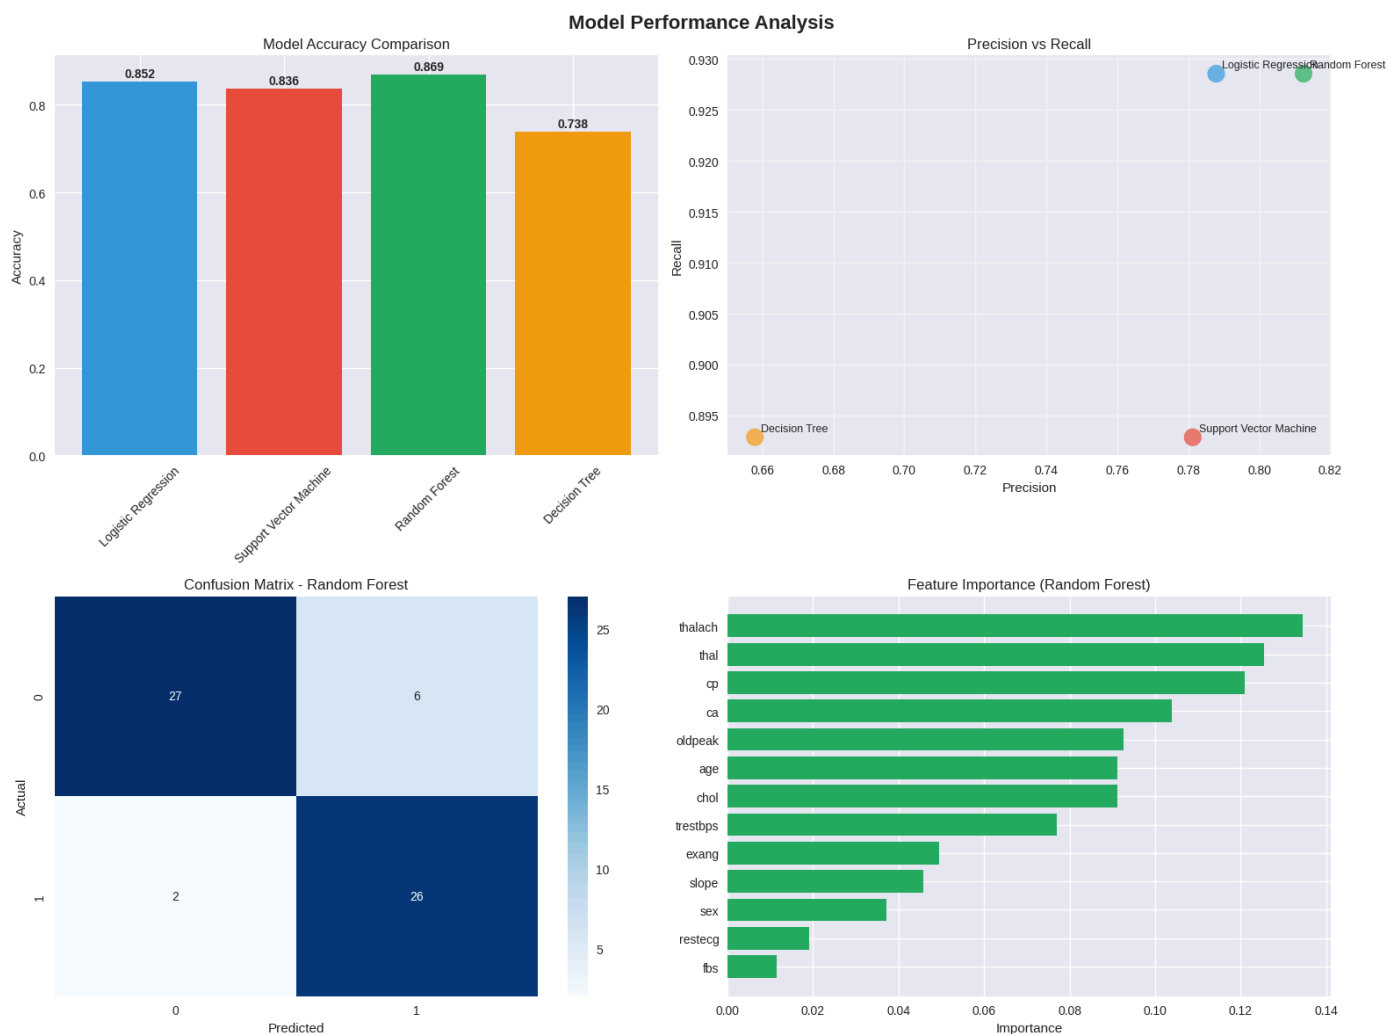 Model Performance Analysis
Model Accuracy Comparison
0.852
0.836
0.869
0.738
0.8
0.6
0.4
0.2
0.0
Accuracy
Logistic Regression
Support Vector Machine
Random Forest
Decision Tree
Precision vs Recall
0.930
0.925
0.920
0.915
0.910
0.905
0.900
0.895
Recall
Logistic Regression
Random Forest
Decision Tree
Support Vector Machine
0.66 0.68 0.70 0.72 0.74 0.76 0.78 0.80 0.82
Precision
Confusion Matrix - Random Forest
27 6
2 26
0
1
Actual
0 1
Predicted
25
20
15
10
5
Feature Importance (Random Forest)
thalach
thal
cp
ca
oldpeak
age
chol
trestbps
exang
slope
sex
restecg
fbs
0.00 0.02 0.04 0.06 0.08 0.10 0.12 0.14
Importance